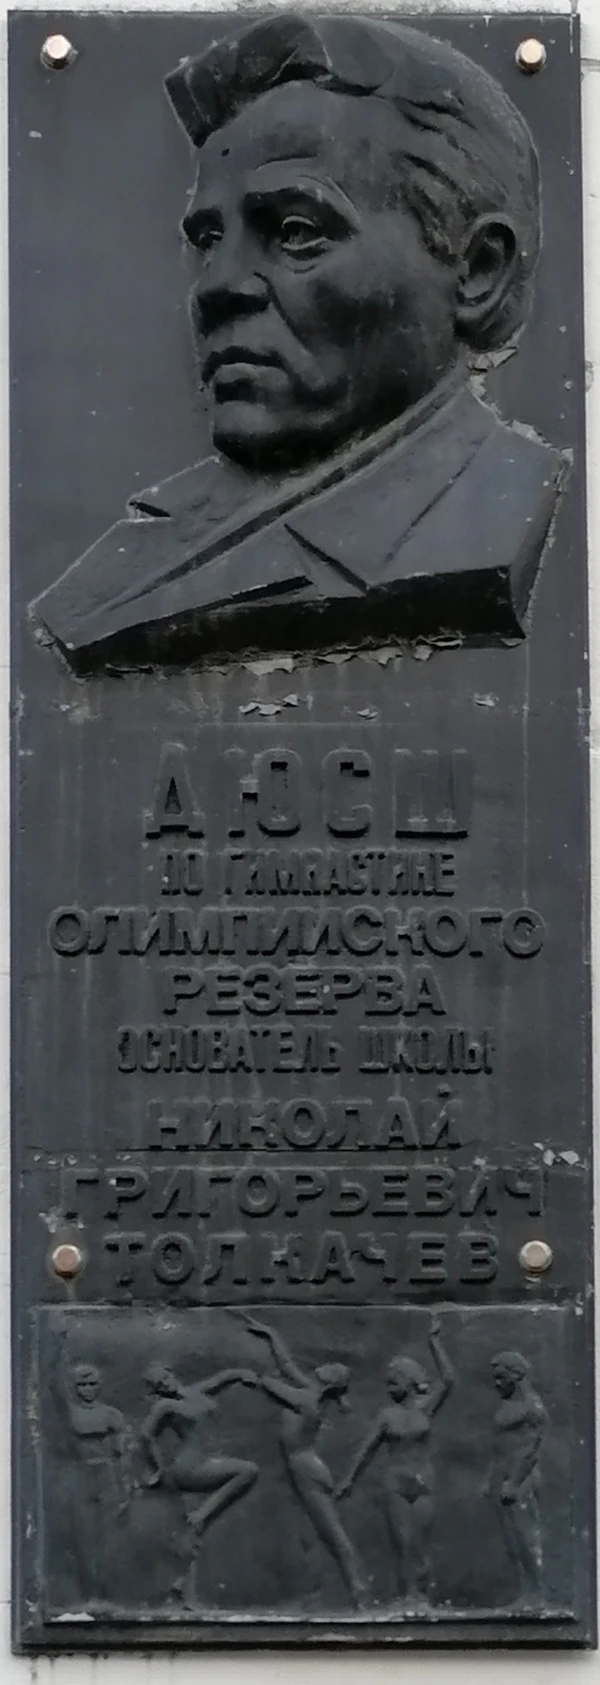 ДЮСШ
ПО ГИМНАСТИКЕ
ОЛИМПИЙСКОГО
РЕЗЕРВА
ОСНОВАТЕЛЬ ШКОЛЫ
НИКОЛАЙ
ГРИГОРЬЕВИЧ
ТОЛКАЧЕВ